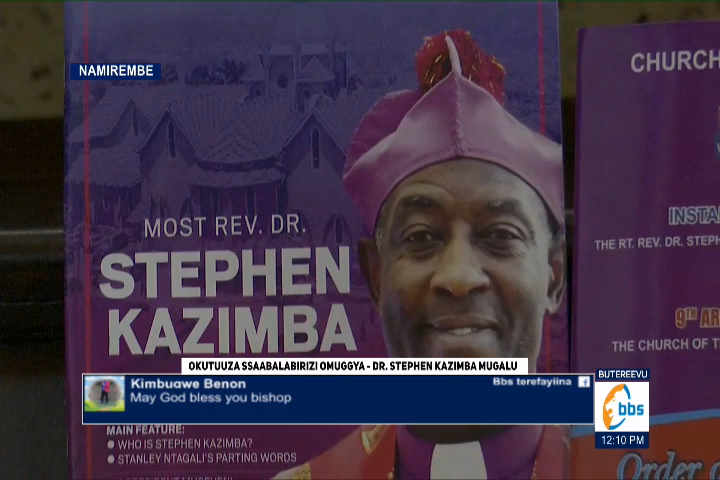 NAMIREMBE
CHURCH
MOST REV. DR.
STEPHEN
KAZIMBA
INSTA
THE RT. REV. DR. STEPH
9TH AR
THE CHURCH OF T
OKUTUUZA SSAABALABIRIZI OMUGGYA - DR. STEPHEN KAZIMBA MUGALU
Kimbuawe Benon
Bbs terefayiina f
May God bless you bishop
BUTEREEVU
bbs
12:10 PM
MAIN FEATURE:
• WHO IS STEPHEN KAZIMBA?
• STANLEY NTAGALI'S PARTING WORDS
Order o